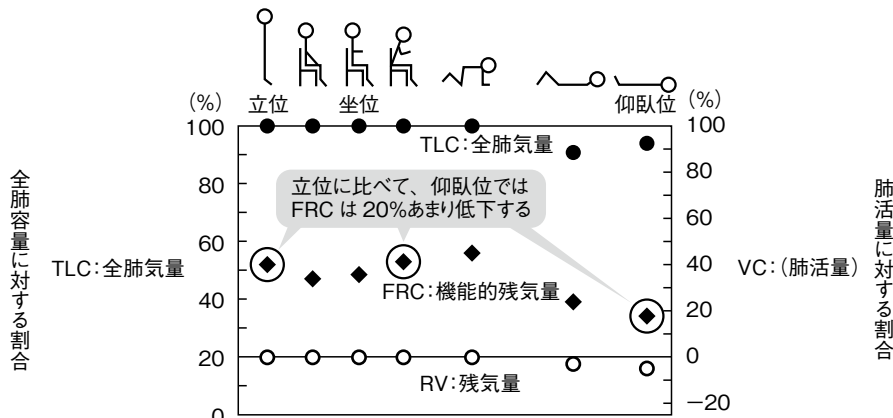 (%)
立位
坐位
仰臥位
(%)
100
80
60
40
20
0
全肺容量に対する割合
TLC：全肺気量
TLC：全肺気量
立位に比べて、仰臥位では
FRC は 20%あまり低下する
FRC：機能的残気量
RV：残気量
100
80
60
40
20
0
−20
VC：(肺活量)
肺活量に対する割合